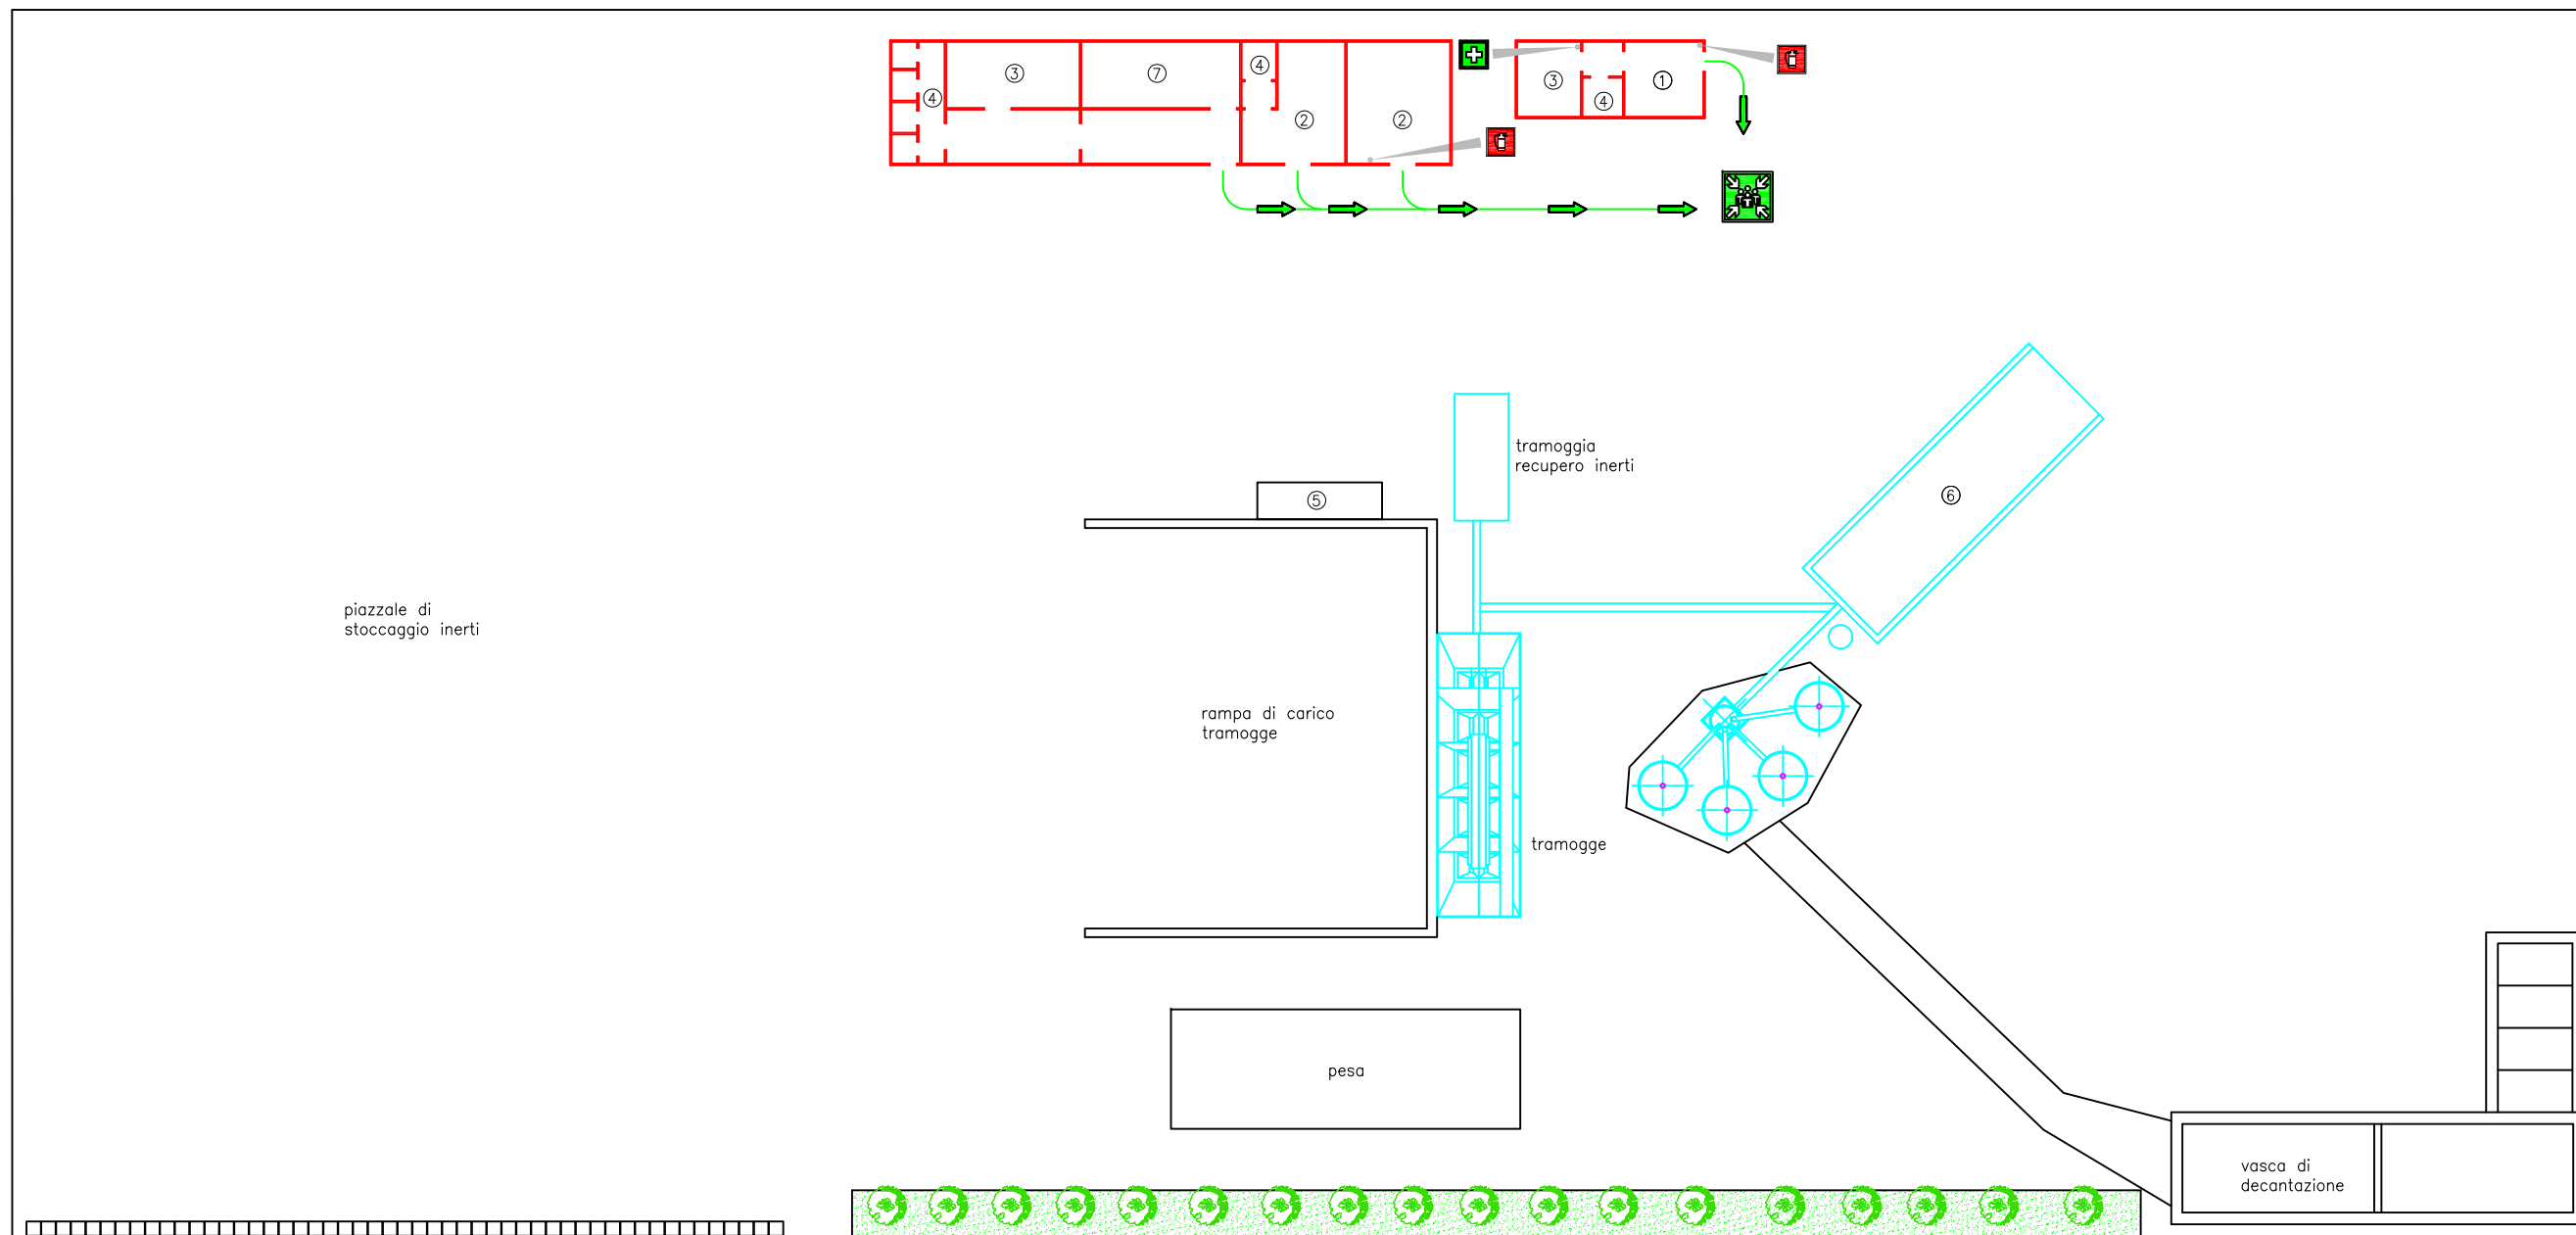 ④
③
⑦
④
②
②
③
④
①
tramoggia
recupero inerti
⑤
⑥
piazzale di
stoccaggio inerti
rampa di carico
tramogge
tramogge
pesa
vasca di
decantazione